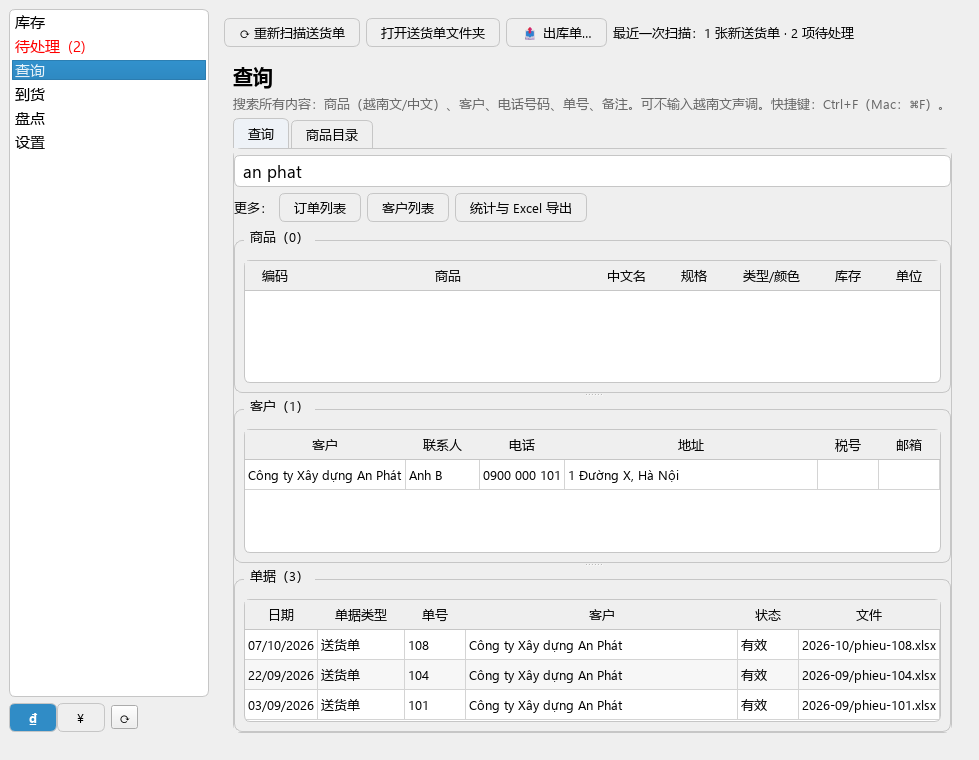 库存
待处理（2）
查询
到货
盘点
设置
₫
¥
⟳
⟳ 重新扫描送货单
打开送货单文件夹
出库单...
最近一次扫描：1 张新送货单 · 2 项待处理
查询
搜索所有内容：商品（越南文/中文）、客户、电话号码、单号、备注。可不输入越南文声调。快捷键：Ctrl+F（Mac：⌘F）。
查询
商品目录
an phat
更多：
订单列表
客户列表
统计与 Excel 导出
商品（0）
编码 商品 中文名 规格 类型/颜色 库存 单位
客户（1）
客户 联系人 电话 地址 税号 邮箱
Công ty Xây dựng An Phát Anh B 0900 000 101 1 Đường X, Hà Nội
单据（3）
日期 单据类型 单号 客户 状态 文件
07/10/2026 送货单 108 Công ty Xây dựng An Phát 有效 2026-10/phieu-108.xlsx
22/09/2026 送货单 104 Công ty Xây dựng An Phát 有效 2026-09/phieu-104.xlsx
03/09/2026 送货单 101 Công ty Xây dựng An Phát 有效 2026-09/phieu-101.xlsx